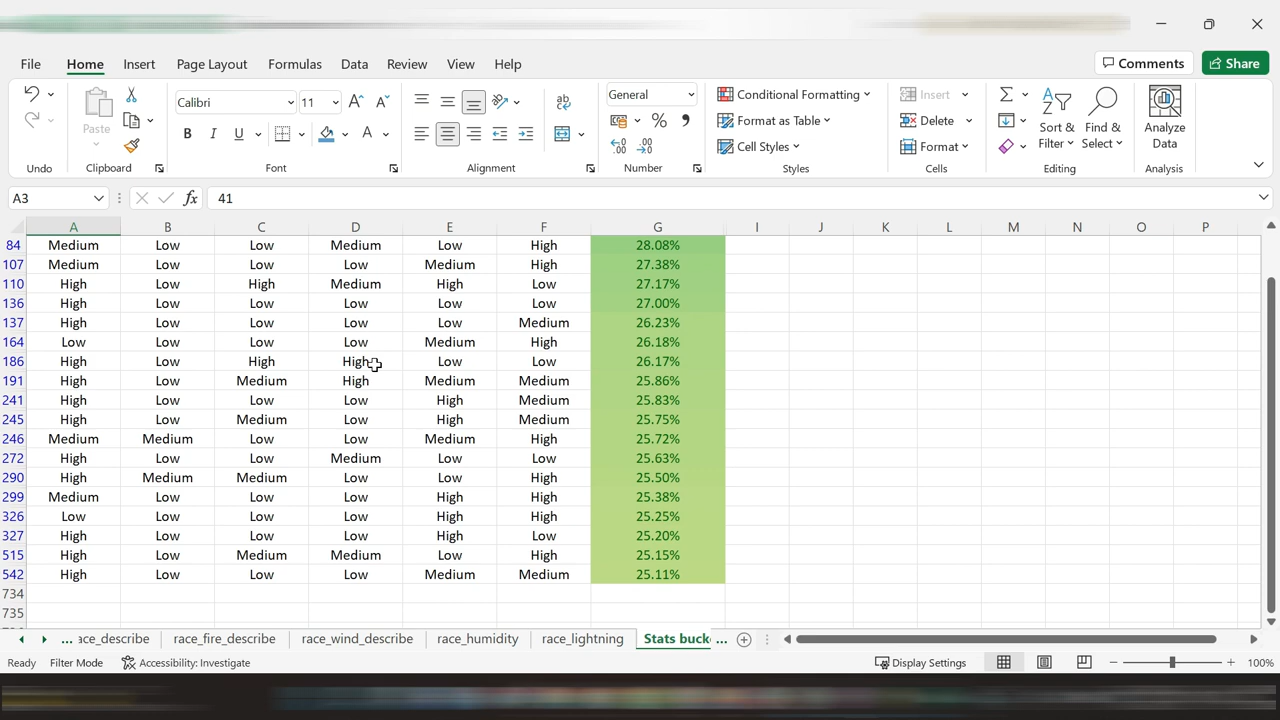 File Home Insert Page Layout Formulas Data Review View Help Comments Share
Calibri 11 General Conditional Formatting Insert
Paste Format as Table Delete Sort & Find & Analyze
Cell Styles Format Filter Select Data
Undo Clipboard Font Alignment Number Styles Cells Editing Analysis
A3 fx 41
A B C D E F G I J K L M N O P
84 Medium Low Low Medium Low High 28.08%
107 Medium Low Low Low Medium High 27.38%
110 High Low High Medium High Low 27.17%
136 High Low Low Low Low Low 27.00%
137 High Low Low Low Low Medium 26.23%
164 Low Low Low Low Medium High 26.18%
186 High Low High High Low Low 26.17%
191 High Low Medium High Medium Medium 25.86%
241 High Low Low Low High Medium 25.83%
245 High Low Medium Low High Medium 25.75%
246 Medium Medium Low Low Medium High 25.72%
272 High Low Low Medium Low Low 25.63%
290 High Medium Medium Low Low High 25.50%
299 Medium Low Low Low High High 25.38%
326 Low Low Low Low High High 25.25%
327 High Low Low Low High Low 25.20%
515 High Low Medium Medium Low High 25.15%
542 High Low Low Low Medium Medium 25.11%
734
735
... ace_describe race_fire_describe race_wind_describe race_humidity race_lightning Stats buck ...
Ready Filter Mode Accessibility: Investigate Display Settings 100%